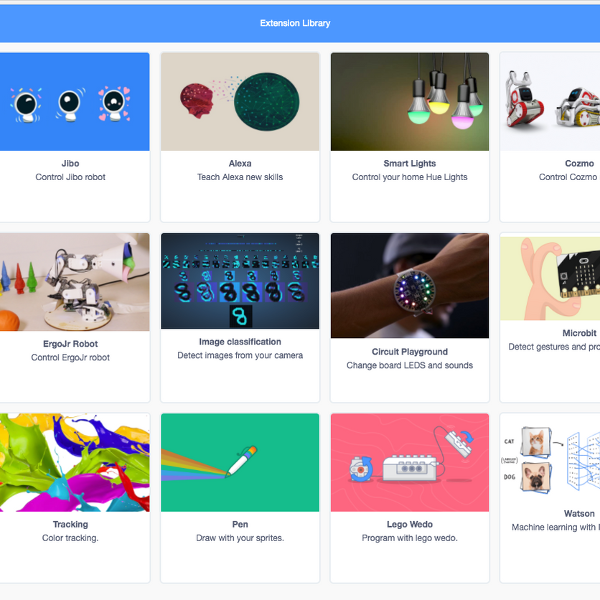 Extension Library
Jibo
Control Jibo robot
Alexa
Teach Alexa new skills
Smart Lights
Control your home Hue Lights
Cozmo
Control Cozmo
ErgoJr Robot
Control ErgoJr robot
Image classification
Detect images from your camera
Circuit Playground
Change board LEDS and sounds
Microbit
Detect gestures and
Tracking
Color tracking.
Pen
Draw with your sprites.
Lego Wedo
Program with lego wedo.
CAT
DOG
Watson
Machine learning with